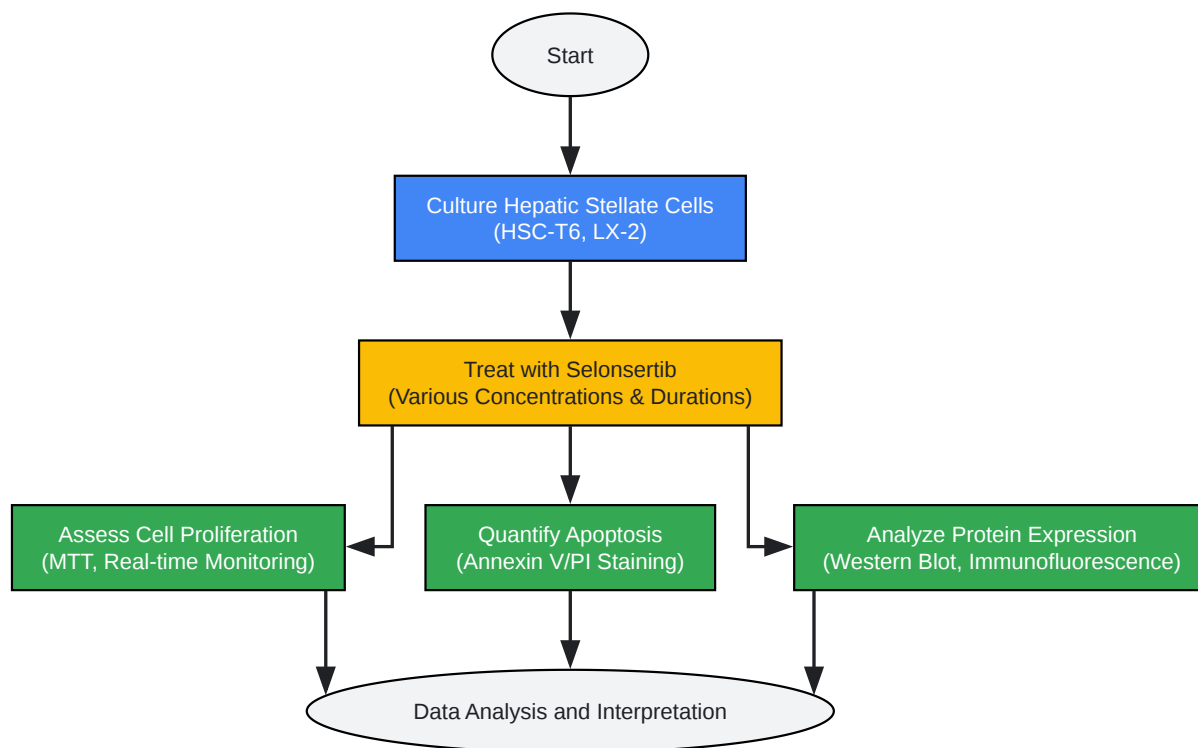 Start
Culture Hepatic Stellate Cells
(HSC-T6, LX-2)
Treat with Selonsertib
(Various Concentrations & Durations)
Assess Cell Proliferation
(MTT, Real-time Monitoring)
Quantify Apoptosis
(Annexin V/PI Staining)
Analyze Protein Expression
(Western Blot, Immunofluorescence)
Data Analysis and Interpretation